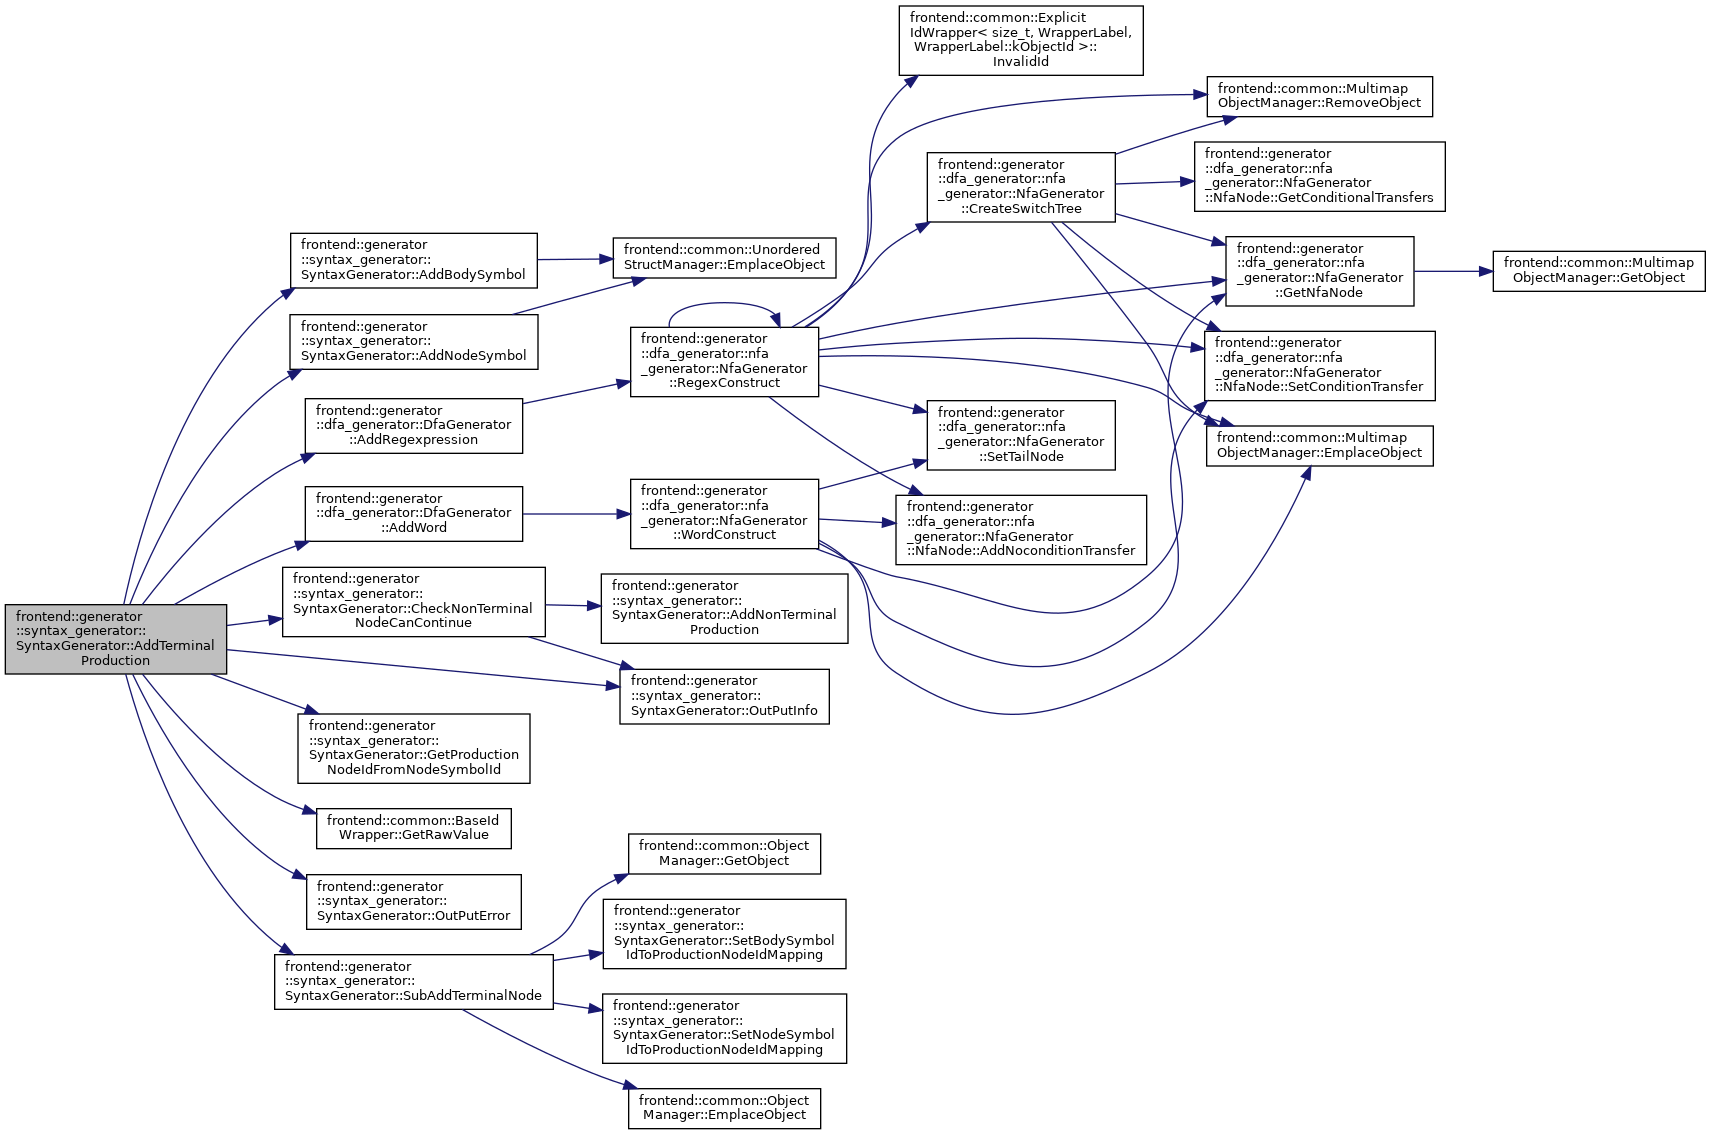 frontend::generator
::syntax_generator::
SyntaxGenerator::AddTerminal
Production
frontend::generator
::syntax_generator::
SyntaxGenerator::AddBodySymbol
frontend::generator
::syntax_generator::
SyntaxGenerator::AddNodeSymbol
frontend::generator
::dfa_generator::DfaGenerator
::AddRegexpression
frontend::generator
::dfa_generator::DfaGenerator
::AddWord
frontend::generator
::syntax_generator::
SyntaxGenerator::CheckNonTerminal
NodeCanContinue
frontend::generator
::syntax_generator::
SyntaxGenerator::GetProduction
NodeIdFromNodeSymbolId
frontend::common::BaseId
Wrapper::GetRawValue
frontend::generator
::syntax_generator::
SyntaxGenerator::OutPutError
frontend::generator
::syntax_generator::
SyntaxGenerator::SubAddTerminalNode
frontend::common::Unordered
StructManager::EmplaceObject
frontend::generator
::dfa_generator::nfa
_generator::NfaGenerator
::RegexConstruct
frontend::generator
::dfa_generator::nfa
_generator::NfaGenerator
::WordConstruct
frontend::generator
::syntax_generator::
SyntaxGenerator::AddNonTerminal
Production
frontend::generator
::syntax_generator::
SyntaxGenerator::OutPutInfo
frontend::common::Object
Manager::GetObject
frontend::generator
::syntax_generator::
SyntaxGenerator::SetBodySymbol
IdToProductionNodeIdMapping
frontend::generator
::syntax_generator::
SyntaxGenerator::SetNodeSymbol
IdToProductionNodeIdMapping
frontend::common::Object
Manager::EmplaceObject
frontend::common::Explicit
IdWrapper< size_t, WrapperLabel,
WrapperLabel::kObjectId >::
InvalidId
frontend::generator
::dfa_generator::nfa
_generator::NfaGenerator
::CreateSwitchTree
frontend::generator
::dfa_generator::nfa
_generator::NfaGenerator
::SetTailNode
frontend::generator
::dfa_generator::nfa
_generator::NfaGenerator
::NfaNode::AddNoconditionTransfer
frontend::common::Multimap
ObjectManager::RemoveObject
frontend::generator
::dfa_generator::nfa
_generator::NfaGenerator
::NfaNode::GetConditionalTransfers
frontend::generator
::dfa_generator::nfa
_generator::NfaGenerator
::GetNfaNode
frontend::generator
::dfa_generator::nfa
_generator::NfaGenerator
::NfaNode::SetConditionTransfer
frontend::common::Multimap
ObjectManager::EmplaceObject
frontend::common::Multimap
ObjectManager::GetObject